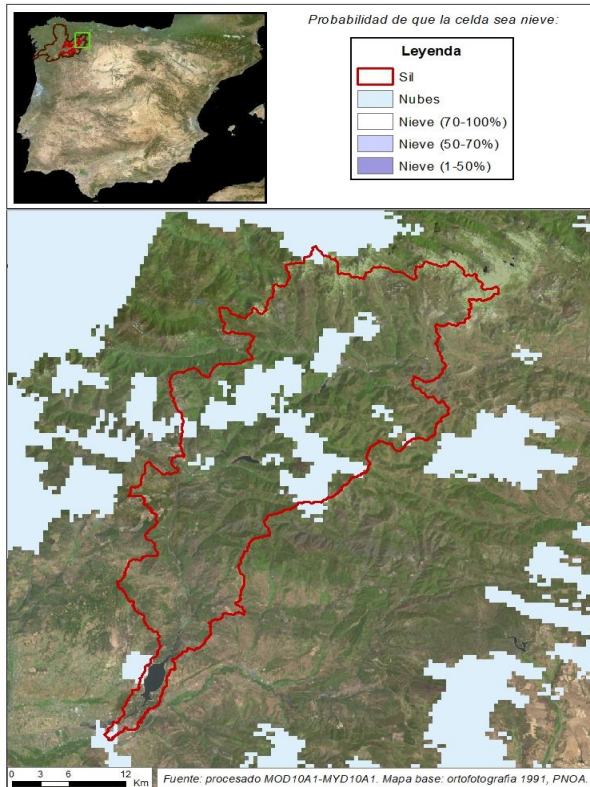 Probabilidad de que la celda sea nieve:
Leyenda
Sil
Nubes
Nieve (70-100%)
Nieve (50-70%)
Nieve (1-50%)
0 3 6 12
Km
Fuente: procesado MOD10A1-MYD10A1. Mapa base: ortofotografia 1991, PNOA.